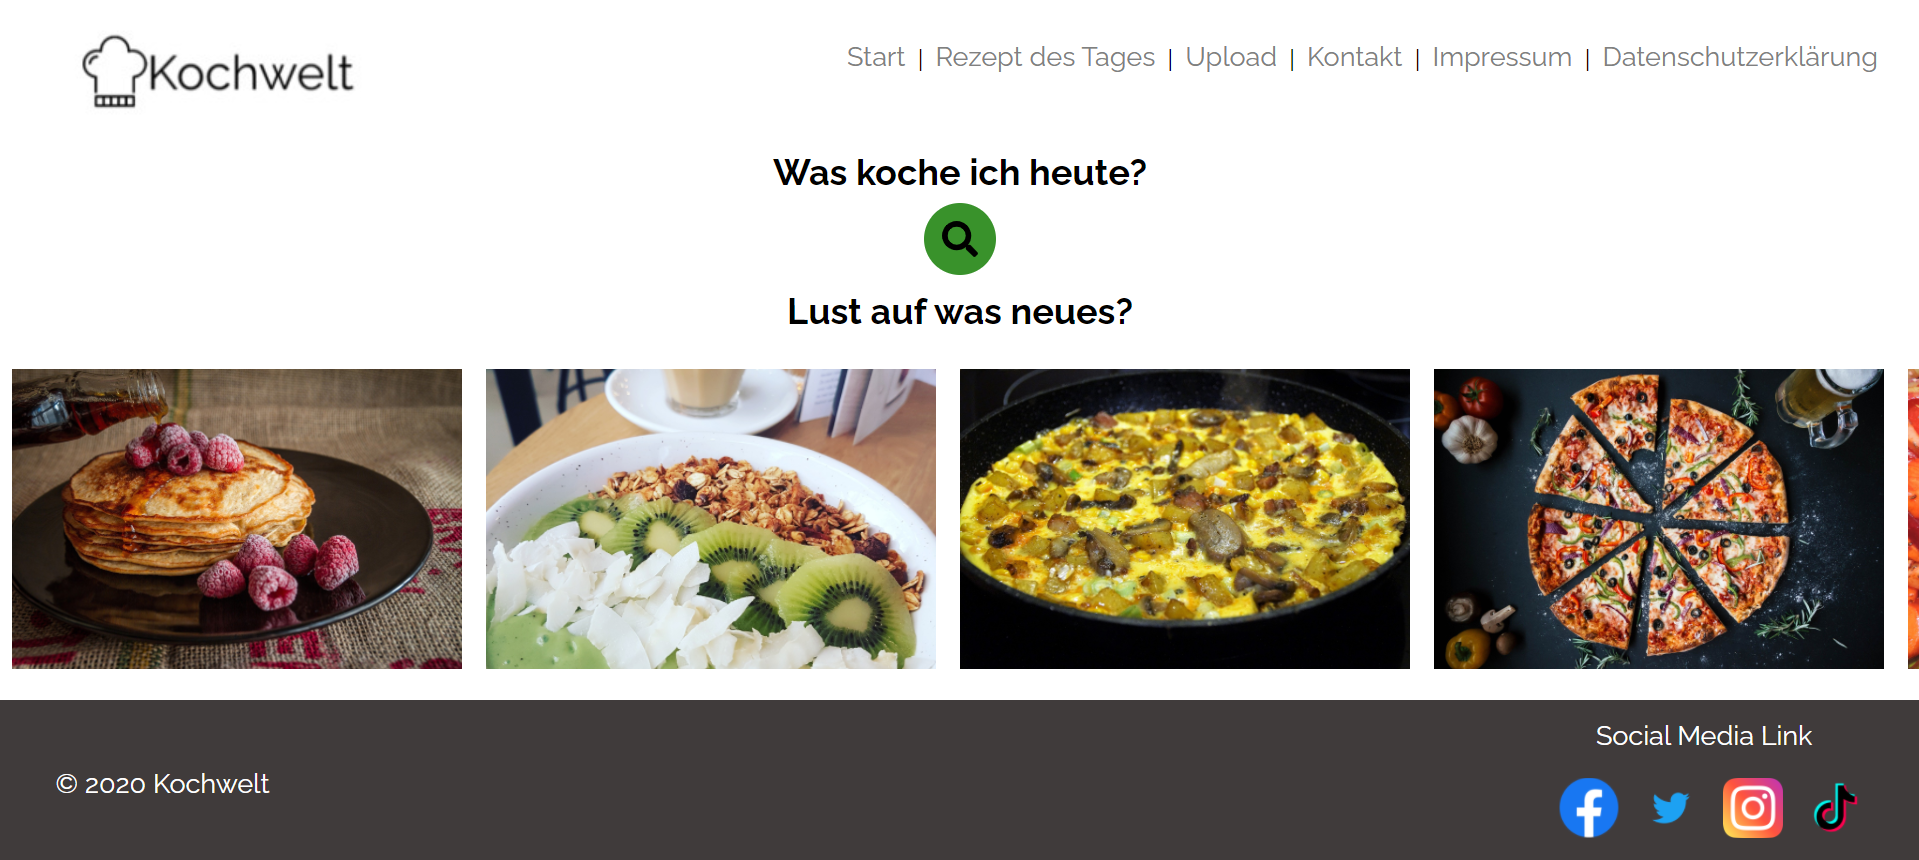 Kochwelt
Start | Rezept des Tages | Upload | Kontakt | Impressum | Datenschutzerklärung
Was koche ich heute?
Lust auf was neues?
Social Media Link
© 2020 Kochwelt